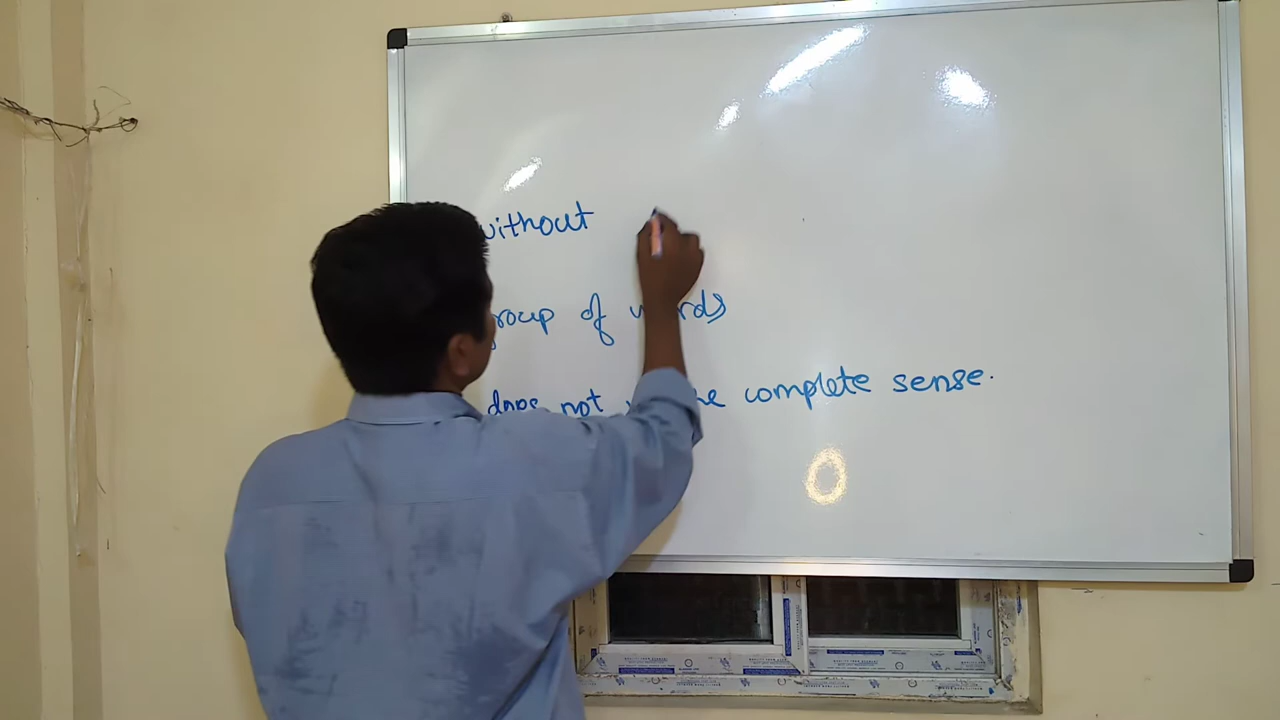 without
group of words
does not the complete sense.